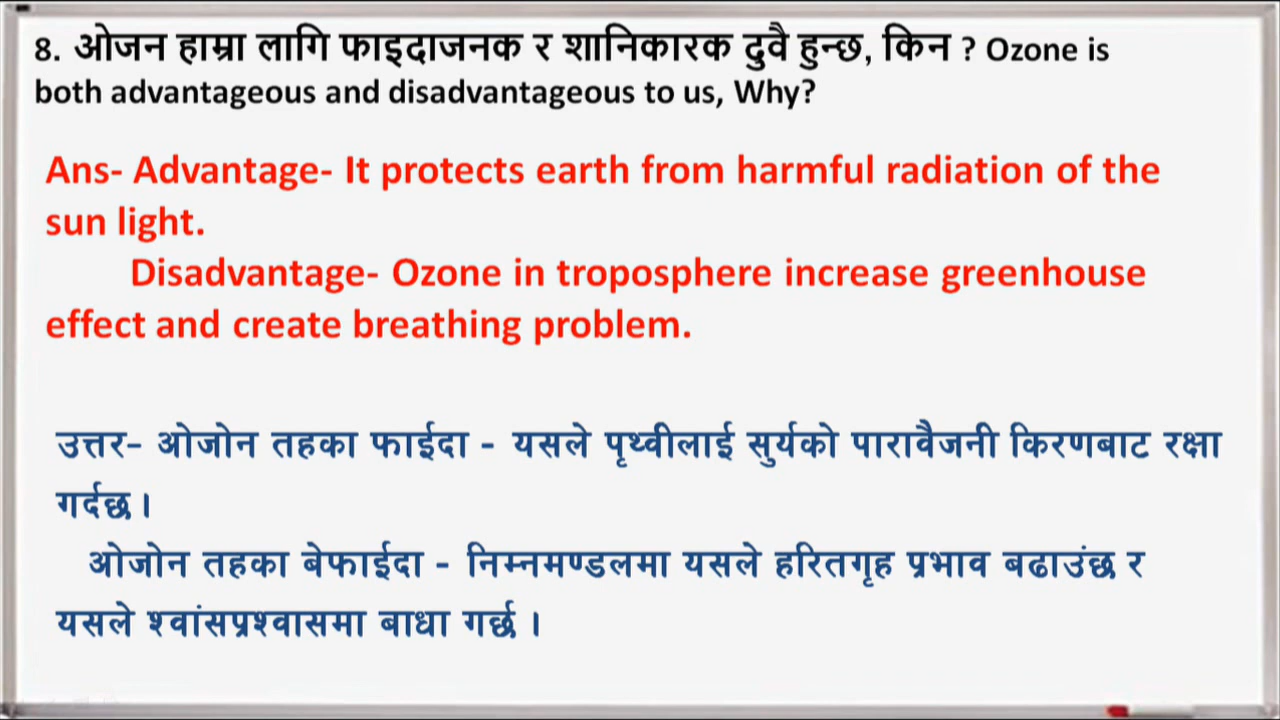 8. ओजन हाम्रा लागि फाइदाजनक र शानिकारक दुवै हुन्छ, किन ? Ozone is
both advantageous and disadvantageous to us, Why?
Ans- Advantage- It protects earth from harmful radiation of the
sun light.
Disadvantage- Ozone in troposphere increase greenhouse
effect and create breathing problem.
उत्तर- ओजोन तहका फाईदा - यसले पृथ्वीलाई सुर्यको पारावैजनी किरणबाट रक्षा
गर्दछ ।
ओजोन तहका बेफाईदा - निम्नमण्डलमा यसले हरितगृह प्रभाव बढाउंछ र
यसले श्वांसप्रश्वासमा बाधा गर्छ ।